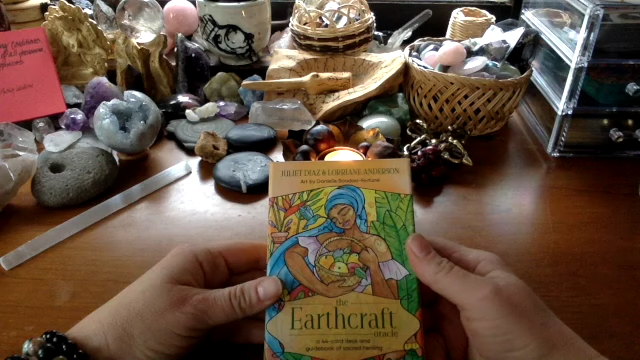 JULIET DIAZ & LORRIANE ANDERSON
Art by Danielle Boodoo-Fortuné
the
Earthcraft
oracle
a 44-card deck and
guidebook of sacred healing